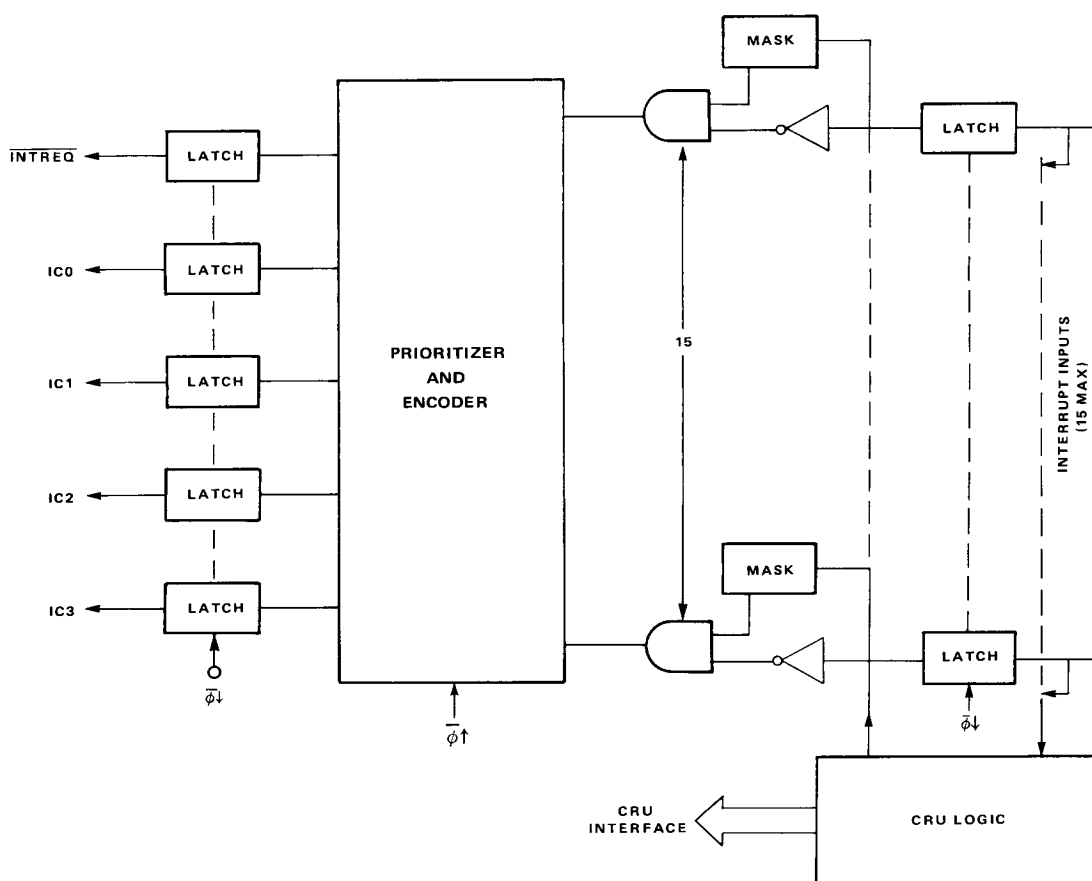 MASK
LATCH
INTREQ
LATCH
IC0
LATCH
PRIORITIZER
AND
ENCODER
15
INTERRUPT INPUTS
(15 MAX)
IC1
LATCH
IC2
LATCH
MASK
IC3
LATCH
LATCH
ϕ̅↓
ϕ̅↑
ϕ̅↓
CRU
INTERFACE
CRU LOGIC